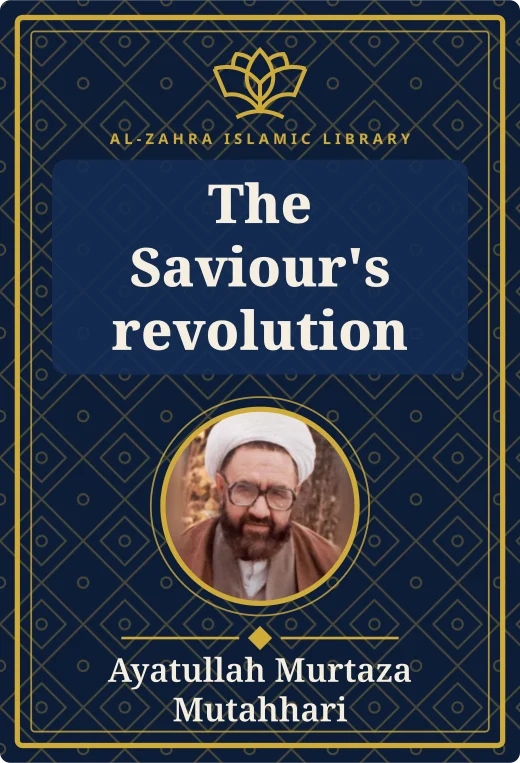 AL-ZAHRA ISLAMIC LIBRARY
The
Saviour's
revolution
Ayatullah Murtaza
Mutahhari